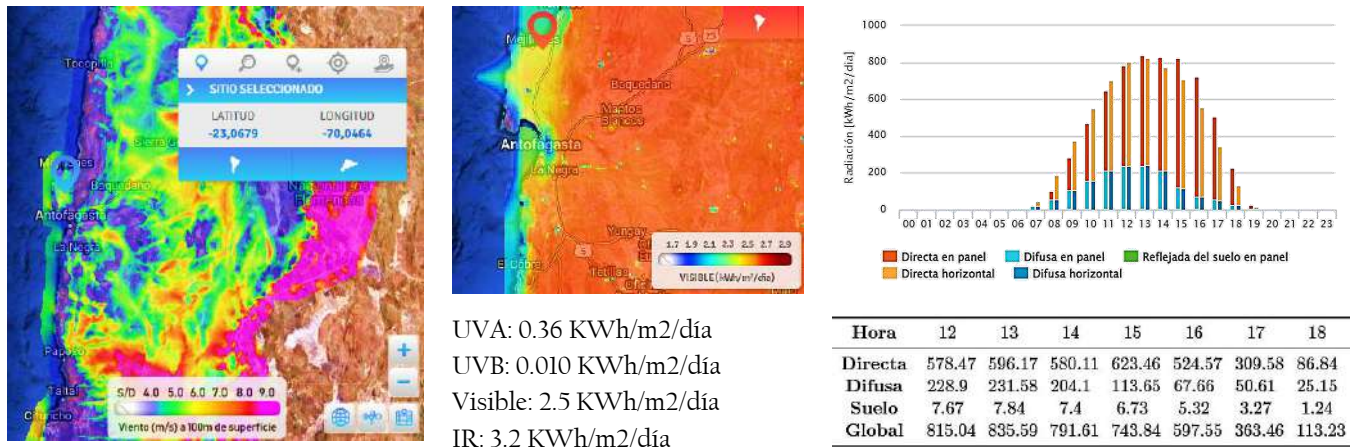 Tocopilla
SITIO SELECCIONADO
LATITUD LONGITUD
-23,0679 -70,0464
Sierra G
Baquedano
Antofagasta
La Negra
Paposo
Taltal
S/D 4.0 5.0 6.0 7.0 8.0 9.0
Viento (m/s) a 100m de superficie
+
−
Baquedano
Mantos
Blancos
Antofagasta
La Negra
Yungay
5
El Cobre
1.7 1.9 2.1 2.3 2.5 2.7 2.9
VISIBLE (kWh/m²/día)
UVA: 0.36 KWh/m2/día
UVB: 0.010 KWh/m2/día
Visible: 2.5 KWh/m2/día
IR: 3.2 KWh/m2/día
Radiación [kWh/m2/dia]
1000
800
600
400
200
0
00 01 02 03 04 05 06 07 08 09 10 11 12 13 14 15 16 17 18 19 20 21 22 23
Directa en panel Difusa en panel Reflejada del suelo en panel
Directa horizontal Difusa horizontal
Hora 12 13 14 15 16 17 18
Directa 578.47 596.17 580.11 623.46 524.57 309.58 86.84
Difusa 228.9 231.58 204.1 113.65 67.66 50.61 25.15
Suelo 7.67 7.84 7.4 6.73 5.32 3.27 1.24
Global 815.04 835.59 791.61 743.84 597.55 363.46 113.23